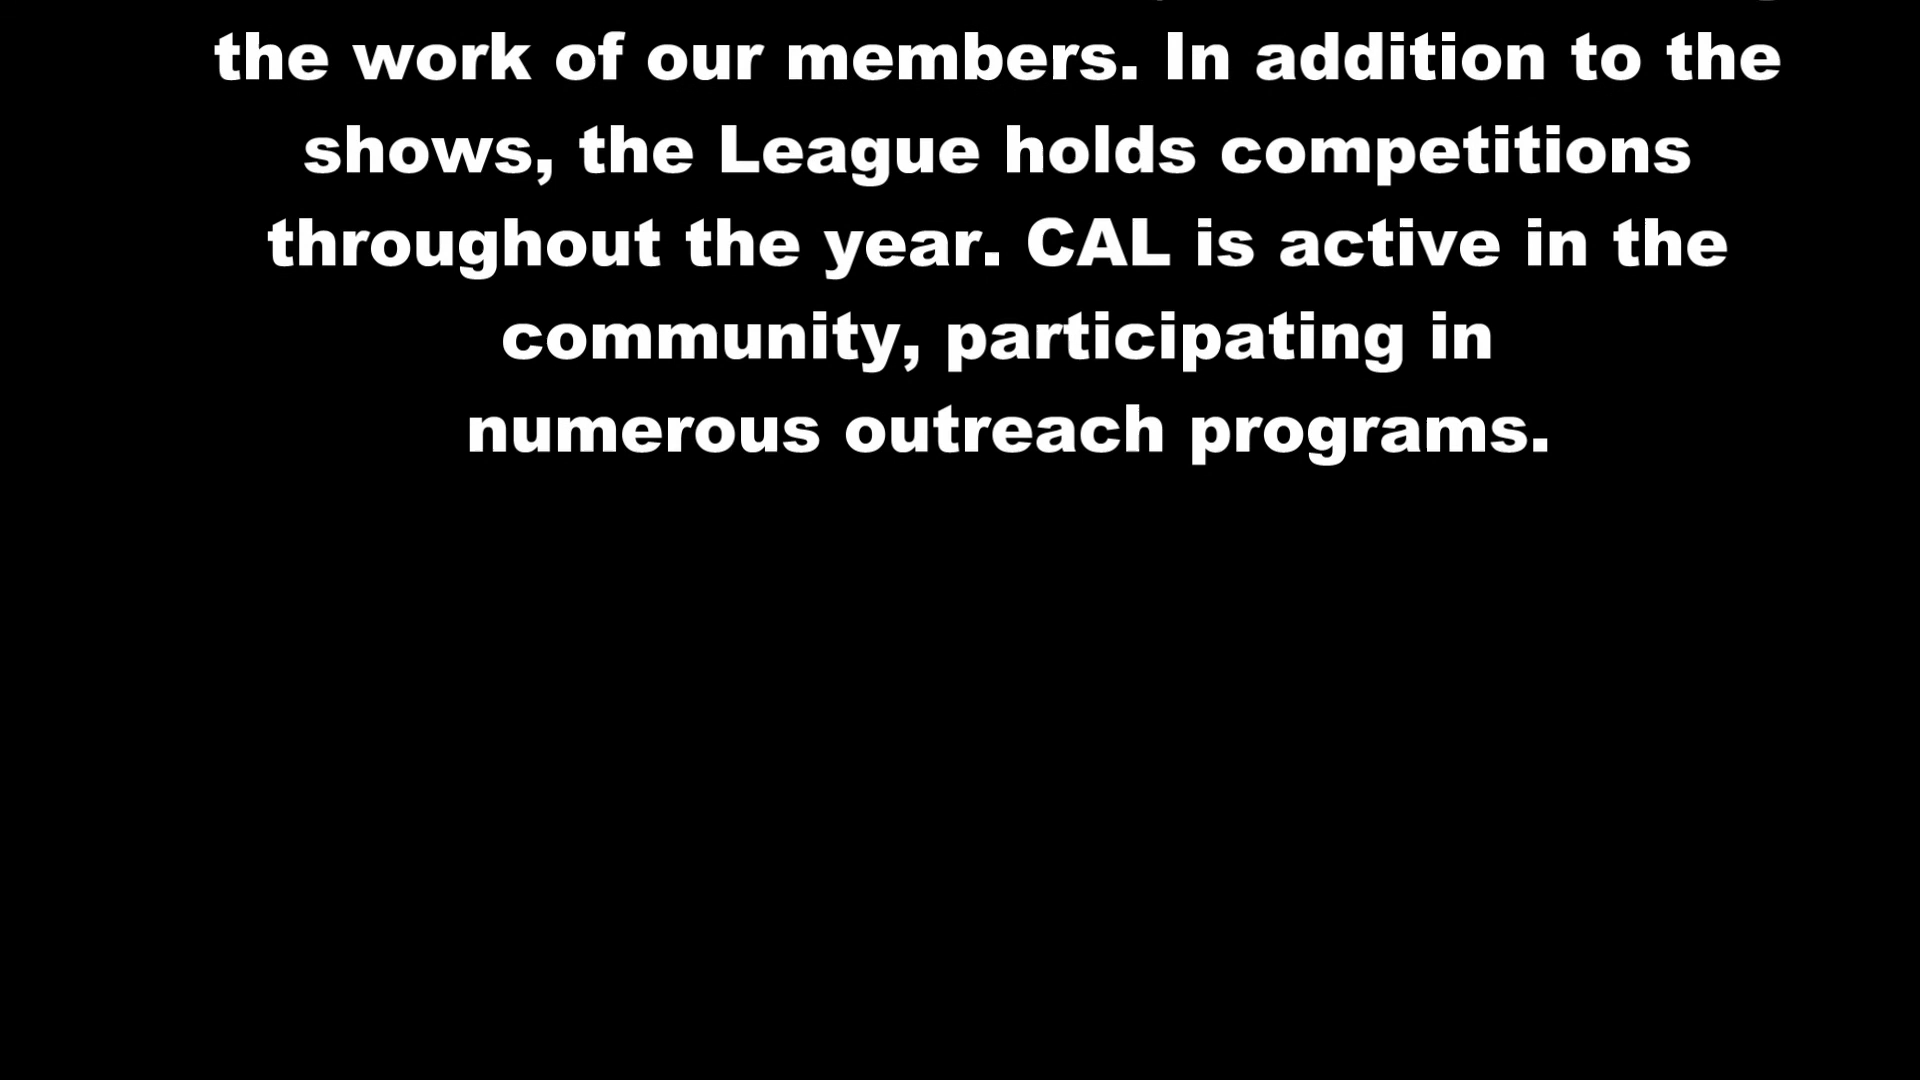 the work of our members. In addition to the
shows, the League holds competitions
throughout the year. CAL is active in the
community, participating in
numerous outreach programs.